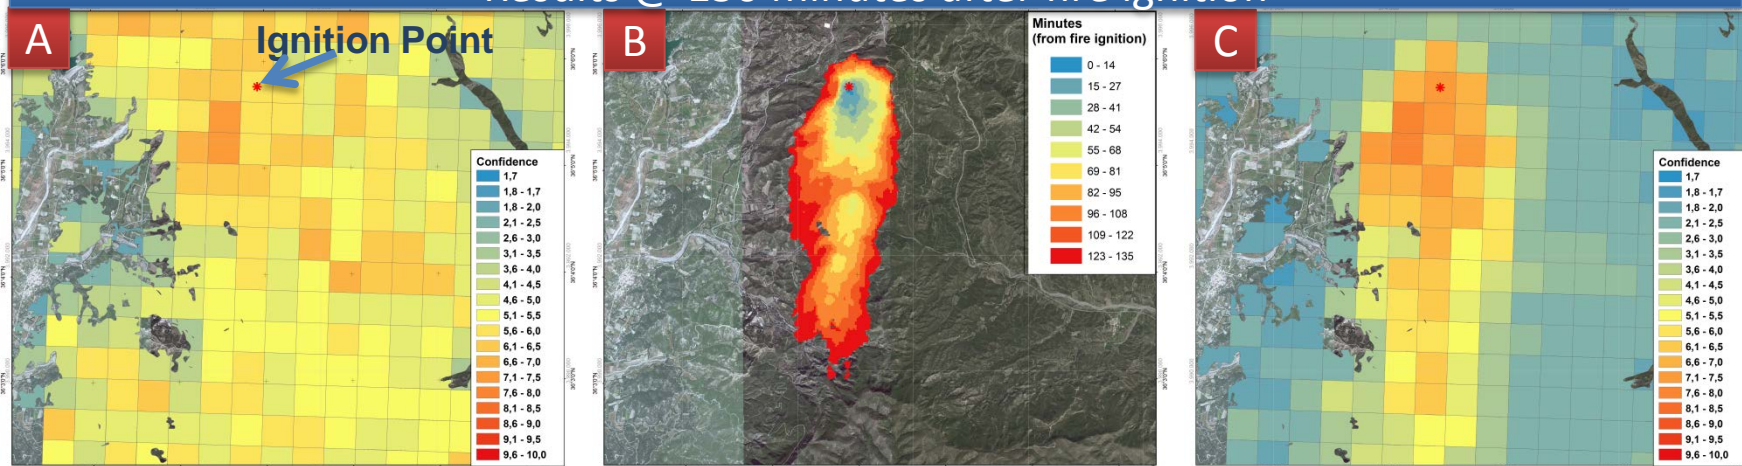 Results @ 130 minutes after fire ignition
A
Ignition Point
Confidence
1,7
1,8 - 1,7
1,8 - 2,0
2,1 - 2,5
2,6 - 3,0
3,1 - 3,5
3,6 - 4,0
4,1 - 4,5
4,6 - 5,0
5,1 - 5,5
5,6 - 6,0
6,1 - 6,5
6,6 - 7,0
7,1 - 7,5
7,6 - 8,0
8,1 - 8,5
8,6 - 9,0
9,1 - 9,5
9,6 - 10,0
B
Minutes
(from fire ignition)
0 - 14
15 - 27
28 - 41
42 - 54
55 - 68
69 - 81
82 - 95
96 - 108
109 - 122
123 - 135
C
Confidence
1,7
1,8 - 1,7
1,8 - 2,0
2,1 - 2,5
2,6 - 3,0
3,1 - 3,5
3,6 - 4,0
4,1 - 4,5
4,6 - 5,0
5,1 - 5,5
5,6 - 6,0
6,1 - 6,5
6,6 - 7,0
7,1 - 7,5
7,6 - 8,0
8,1 - 8,5
8,6 - 9,0
9,1 - 9,5
9,6 - 10,0